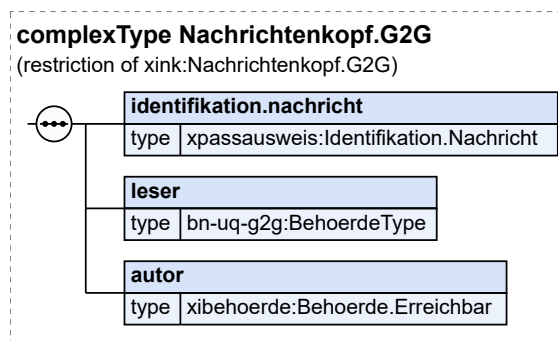 complexType Nachrichtenkopf.G2G
(restriction of xink:Nachrichtenkopf.G2G)
identifikation.nachricht
type xpassausweis:Identifikation.Nachricht
leser
type bn-uq-g2g:BehoerdeType
autor
type xibehoerde:Behoerde.Erreichbar